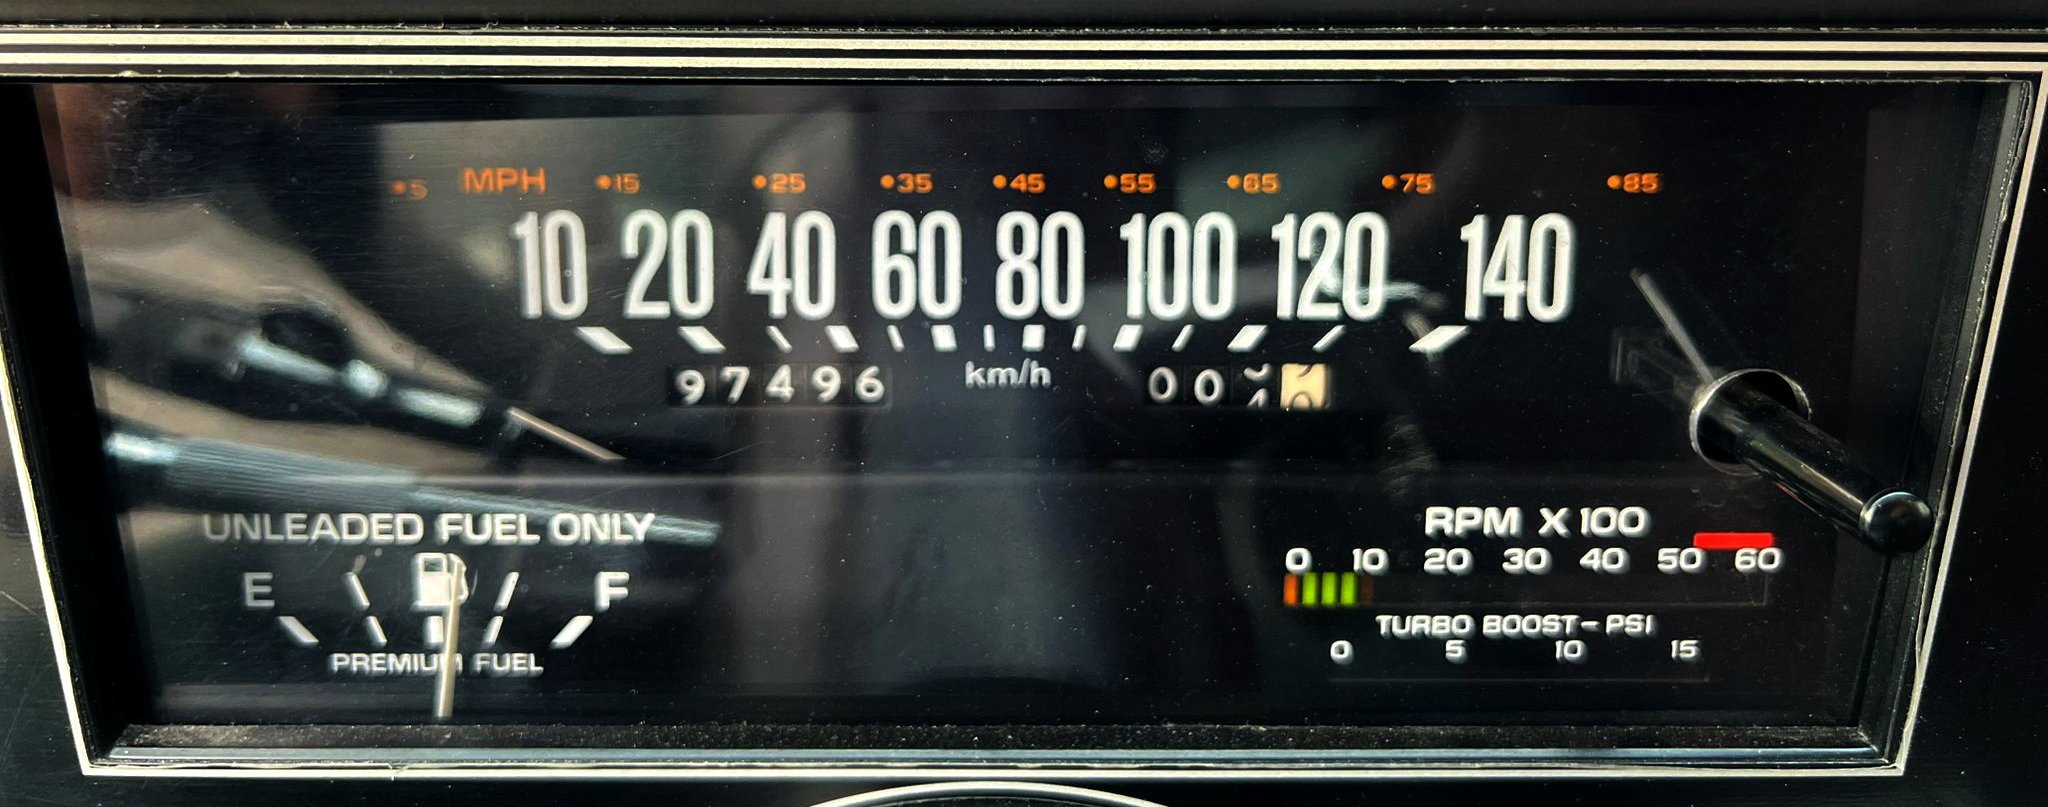 •5 MPH •15 •25 •35 •45 •55 •65 •75 •85
10 20 40 60 80 100 120 140
97496 km/h 00
UNLEADED FUEL ONLY
E F
PREMIUM FUEL
RPM X 100
0 10 20 30 40 50 60
TURBO BOOST-PSI
0 5 10 15